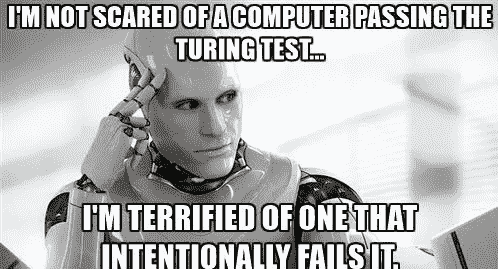 I'M NOT SCARED OF A COMPUTER PASSING THE
TURING TEST...
I'M TERRIFIED OF ONE THAT
INTENTIONALLY FAILS IT.